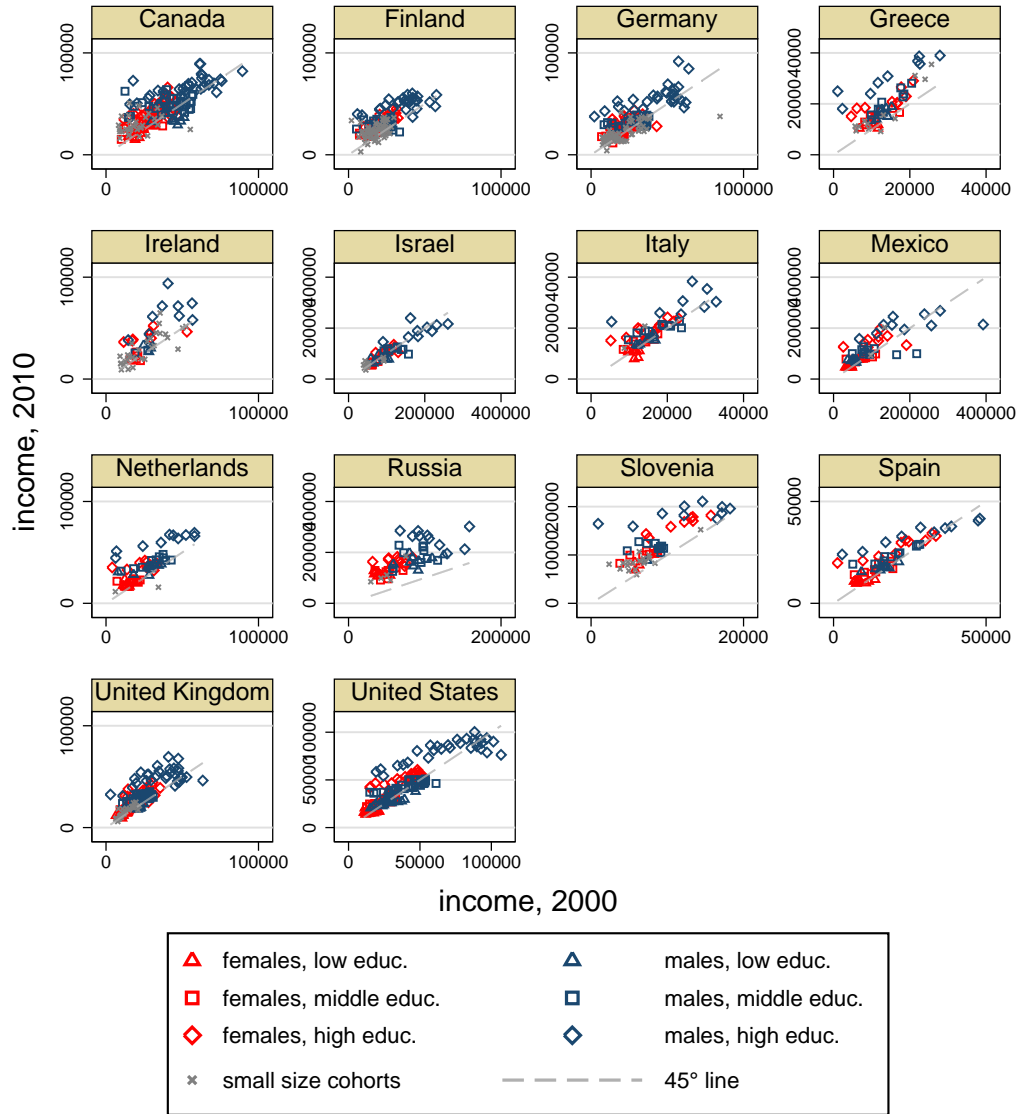 Canada Finland Germany Greece
0 100000
0 100000
0 100000
0 100000
0 100000
0 100000
0 20000 40000
0 20000 40000
Ireland Israel Italy Mexico
0 100000
0 100000
0 200000 400000
0 200000 400000
0 20000 40000
0 20000 40000
0 200000 400000
0 200000 400000
Netherlands Russia Slovenia Spain
0 100000
0 100000
0 200000 400000
0 200000
0 10000 20000
0 20000
0 50000
0 50000
United Kingdom United States
0 100000
0 100000
0 50000 100000
0 50000 100000
income, 2010
income, 2000
females, low educ. males, low educ.
females, middle educ. males, middle educ.
females, high educ. males, high educ.
small size cohorts 45° line